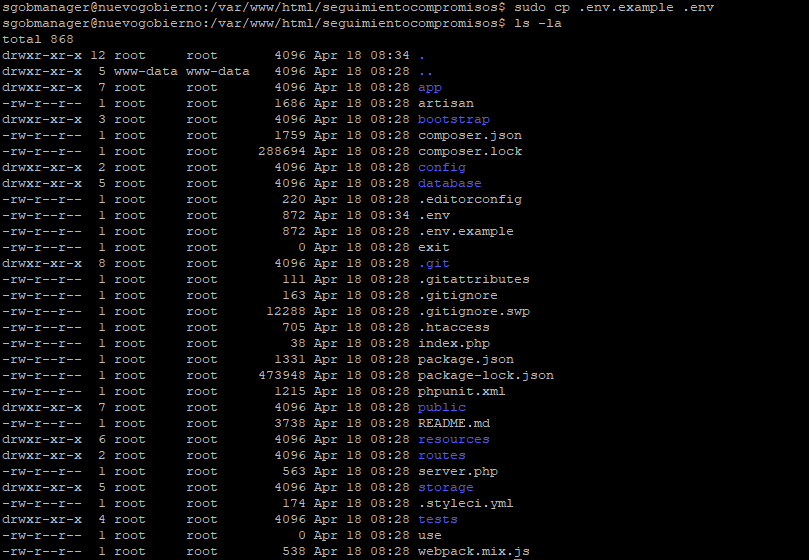 sgobmanager@nuevogobierno:/var/www/html/seguimientocompromisos$ sudo cp .env.example .env
sgobmanager@nuevogobierno:/var/www/html/seguimientocompromisos$ ls -la
total 868
drwxr-xr-x 12 root     root       4096 Apr 18 08:34 .
drwxr-xr-x  5 www-data www-data   4096 Apr 18 08:28 ..
drwxr-xr-x  7 root     root       4096 Apr 18 08:28 app
-rw-r--r--  1 root     root       1686 Apr 18 08:28 artisan
drwxr-xr-x  3 root     root       4096 Apr 18 08:28 bootstrap
-rw-r--r--  1 root     root       1759 Apr 18 08:28 composer.json
-rw-r--r--  1 root     root     288694 Apr 18 08:28 composer.lock
drwxr-xr-x  2 root     root       4096 Apr 18 08:28 config
drwxr-xr-x  5 root     root       4096 Apr 18 08:28 database
-rw-r--r--  1 root     root        220 Apr 18 08:28 .editorconfig
-rw-r--r--  1 root     root        872 Apr 18 08:34 .env
-rw-r--r--  1 root     root        872 Apr 18 08:28 .env.example
-rw-r--r--  1 root     root          0 Apr 18 08:28 exit
drwxr-xr-x  8 root     root       4096 Apr 18 08:28 .git
-rw-r--r--  1 root     root        111 Apr 18 08:28 .gitattributes
-rw-r--r--  1 root     root        163 Apr 18 08:28 .gitignore
-rw-r--r--  1 root     root      12288 Apr 18 08:28 .gitignore.swp
-rw-r--r--  1 root     root        705 Apr 18 08:28 .htaccess
-rw-r--r--  1 root     root         38 Apr 18 08:28 index.php
-rw-r--r--  1 root     root       1331 Apr 18 08:28 package.json
-rw-r--r--  1 root     root     473948 Apr 18 08:28 package-lock.json
-rw-r--r--  1 root     root       1215 Apr 18 08:28 phpunit.xml
drwxr-xr-x  7 root     root       4096 Apr 18 08:28 public
-rw-r--r--  1 root     root       3738 Apr 18 08:28 README.md
drwxr-xr-x  6 root     root       4096 Apr 18 08:28 resources
drwxr-xr-x  2 root     root       4096 Apr 18 08:28 routes
-rw-r--r--  1 root     root        563 Apr 18 08:28 server.php
drwxr-xr-x  5 root     root       4096 Apr 18 08:28 storage
-rw-r--r--  1 root     root        174 Apr 18 08:28 .styleci.yml
drwxr-xr-x  4 root     root       4096 Apr 18 08:28 tests
-rw-r--r--  1 root     root          0 Apr 18 08:28 use
-rw-r--r--  1 root     root        538 Apr 18 08:28 webpack.mix.js